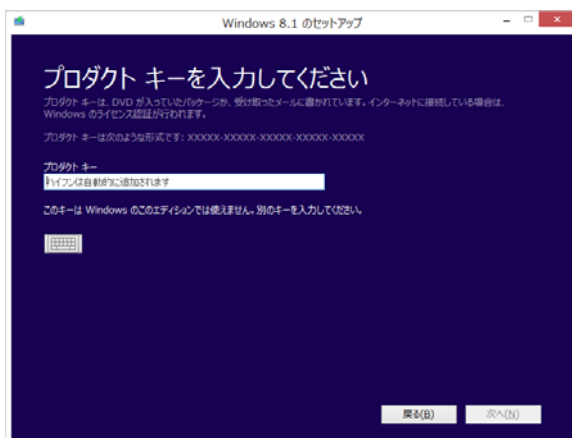 Windows 8.1 のセットアップ
プロダクト キーを入力してください
プロダクト キーは、DVD が入っていたパッケージか、受け取ったメールに書かれています。インターネットに接続している場合は、
Windows のライセンス認証が行われます。
プロダクト キーは次のような形式です: XXXXX-XXXXX-XXXXX-XXXXX-XXXXX
プロダクト キー
ハイフンは自動的に追加されます
このキーは Windows のこのエディションでは使えません。別のキーを入力してください。
戻る(B) 次へ(N)